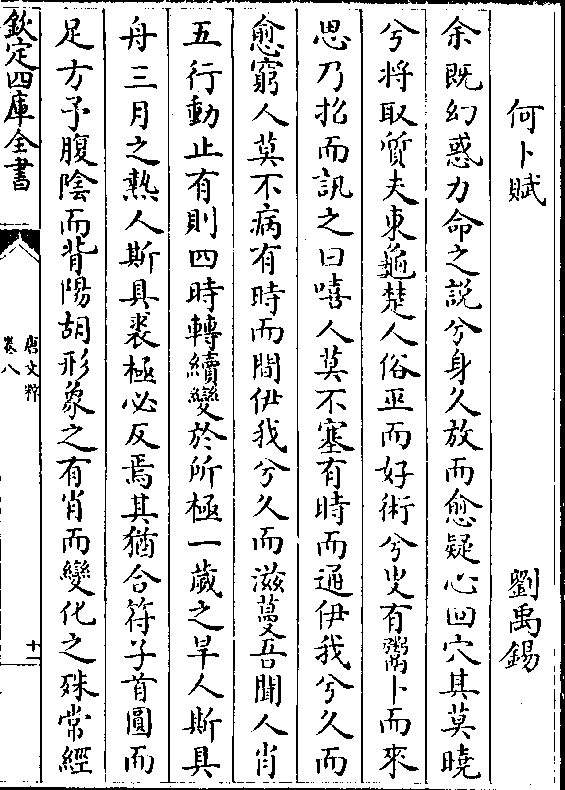 何卜賦 劉禹錫
余既幻惑力命之說兮身久放而愈疑心回穴其莫曉
兮將取質夫東龜楚人俗巫而好術兮叟有鬻卜而來
思乃招而訊之曰嘻人莫不塞有時而通伊我兮久而
愈窮人莫不病有時而間伊我兮久而滋蔓吾聞人肖
五行動止有則四時轉續變於所極一歲之旱人斯具
舟三月之熱人斯具裘極必反焉其猶合符子首圓而
足方予腹陰而背陽胡形象之有肖而變化之殊常經
欽定四庫全書
唐文粹
卷八
十一